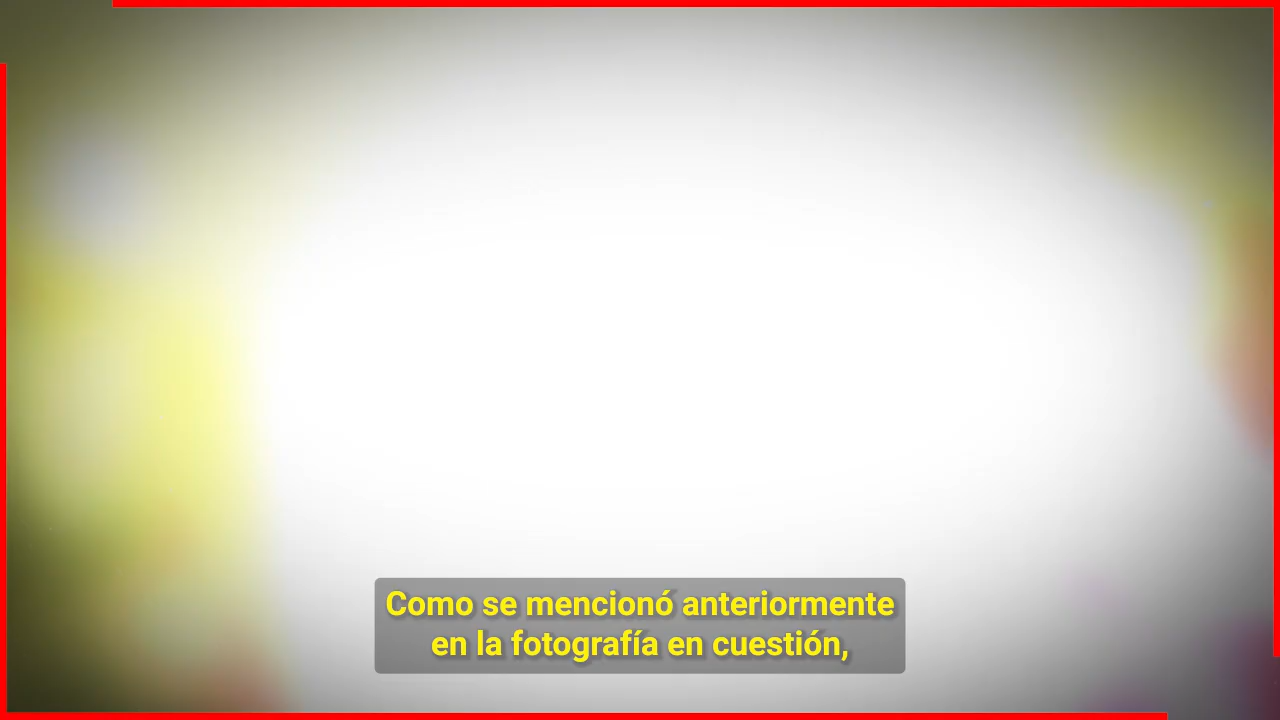 Como se mencionó anteriormente
en la fotografía en cuestión,